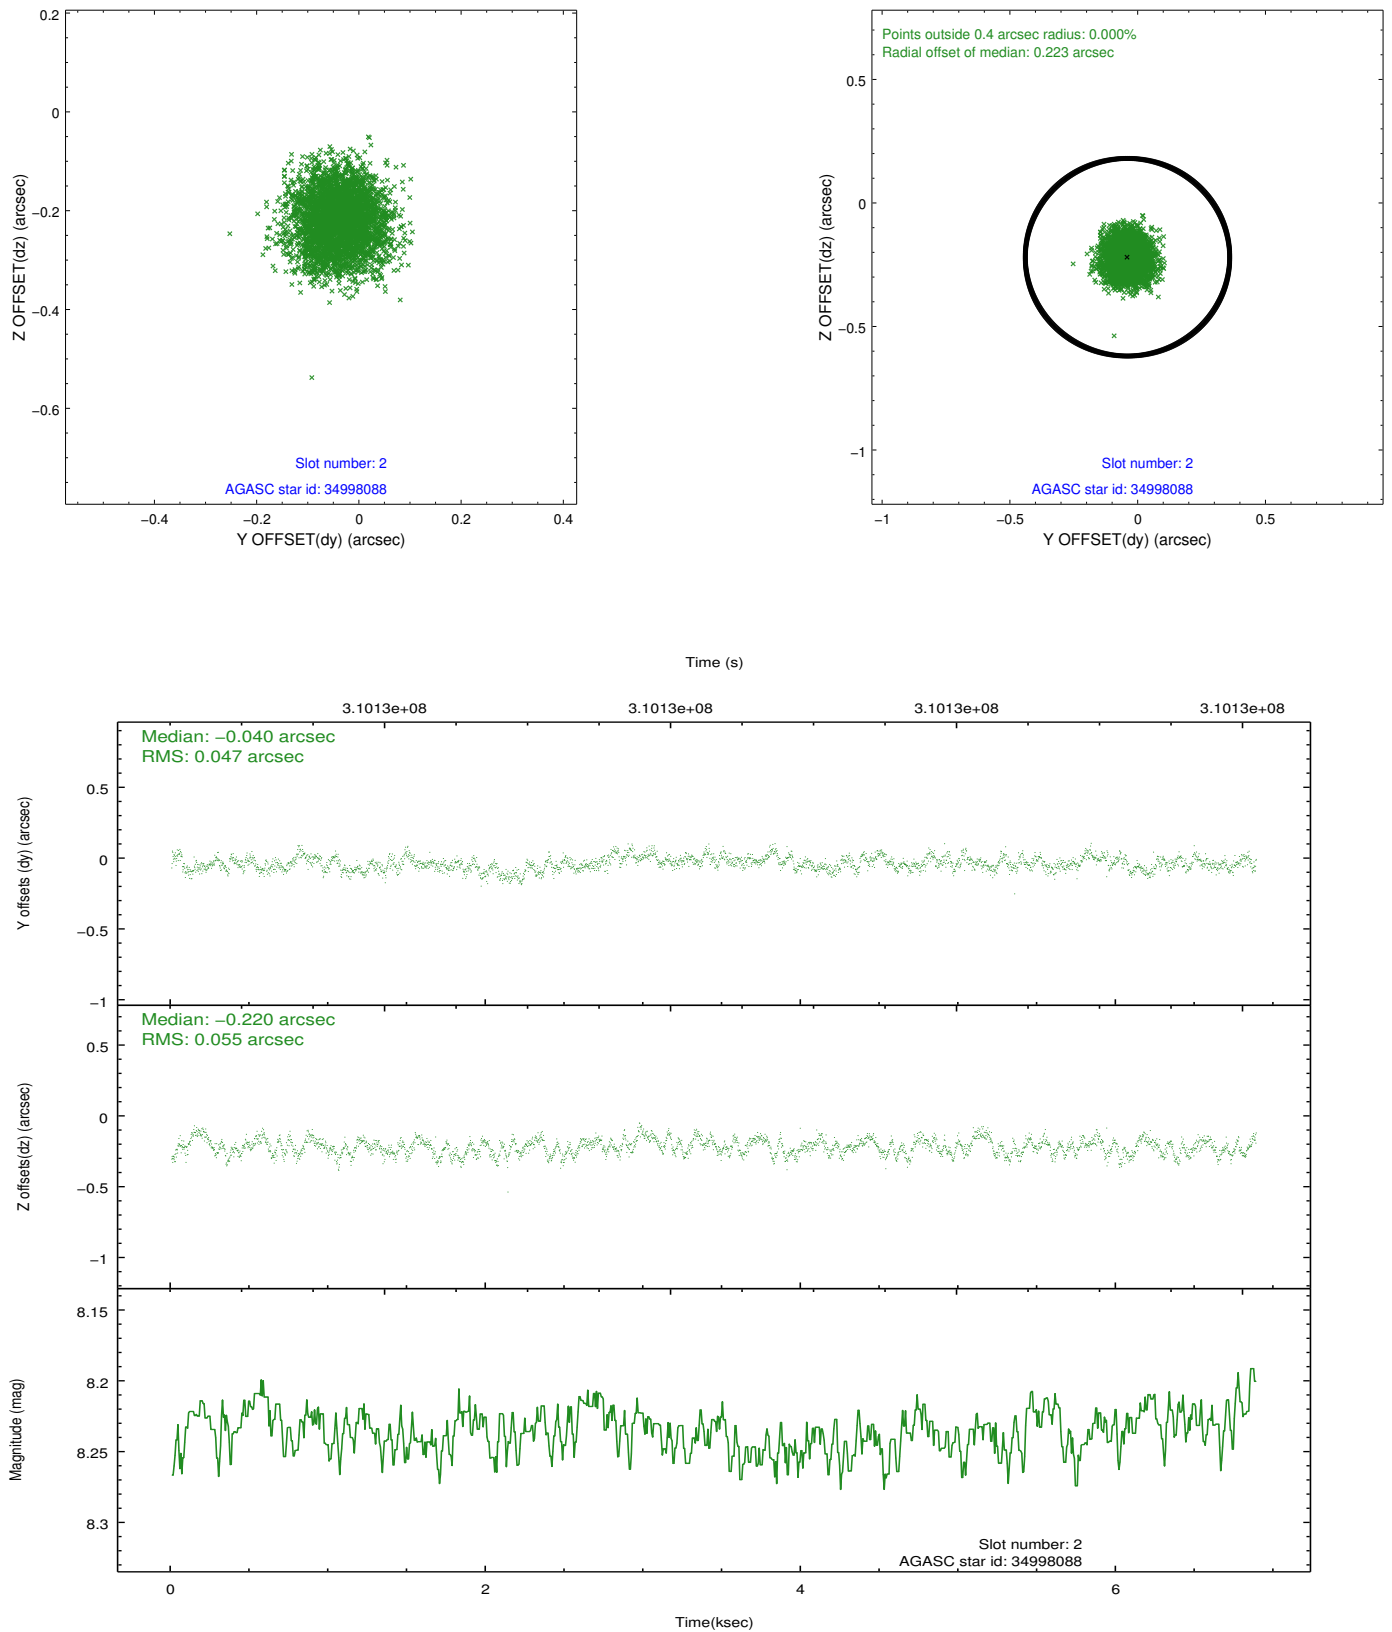 0.2
0
−0.2
−0.4
−0.6
Z OFFSET(dz) (arcsec)
Slot number: 2
AGASC star id: 34998088
−0.4
−0.2
0
0.2
0.4
Y OFFSET(dy) (arcsec)
Points outside 0.4 arcsec radius: 0.000%
Radial offset of median: 0.223 arcsec
0.5
0
−0.5
−1
Z OFFSET(dz) (arcsec)
Slot number: 2
AGASC star id: 34998088
−1
−0.5
0
0.5
Y OFFSET(dy) (arcsec)
Time (s)
3.1013e+08
3.1013e+08
3.1013e+08
3.1013e+08
Median: −0.040 arcsec
RMS: 0.047 arcsec
0.5
0
−0.5
−1
Y offsets (dy) (arcsec)
Median: −0.220 arcsec
RMS: 0.055 arcsec
0.5
0
−0.5
−1
Z offsets(dz) (arcsec)
8.15
8.2
8.25
8.3
Magnitude (mag)
Slot number: 2
AGASC star id: 34998088
0
2
4
6
Time(ksec)